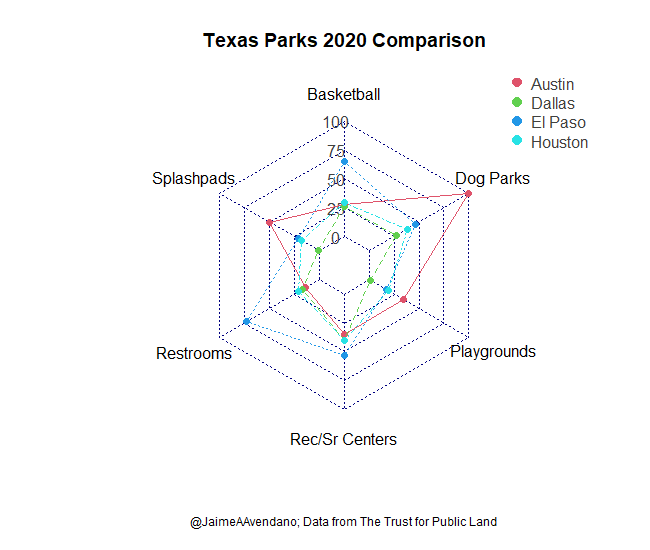 Texas Parks 2020 Comparison
Austin
Dallas
El Paso
Houston
Basketball
100
75
50
25
0
Splashpads
Dog Parks
Restrooms
Playgrounds
Rec/Sr Centers
@JaimeAAvendano; Data from The Trust for Public Land